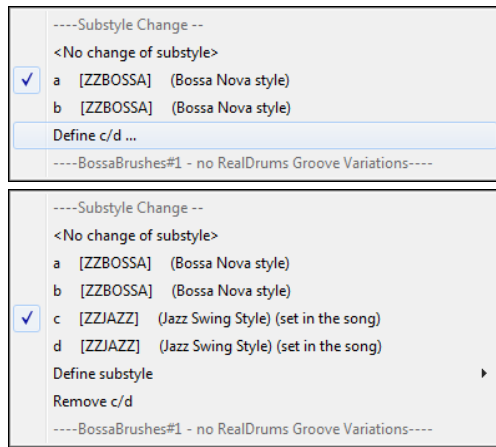 ----Substyle Change --
<No change of substyle>
a [ZZBOSSA] (Bossa Nova style)
b [ZZBOSSA] (Bossa Nova style)
Define c/d ...
----BossaBrushes#1 - no RealDrums Groove Variations----
----Substyle Change --
<No change of substyle>
a [ZZBOSSA] (Bossa Nova style)
b [ZZBOSSA] (Bossa Nova style)
c [ZZJAZZ] (Jazz Swing Style) (set in the song)
d [ZZJAZZ] (Jazz Swing Style) (set in the song)
Define substyle
Remove c/d
----BossaBrushes#1 - no RealDrums Groove Variations----